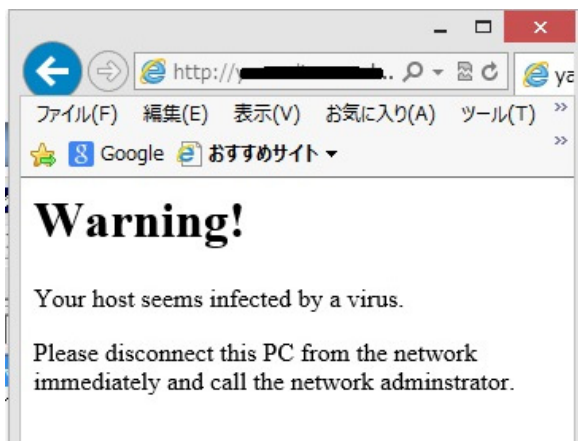 http://y
ya
ファイル(F) 編集(E) 表示(V) お気に入り(A) ツール(T) »
Google おすすめサイト »
Warning!
Your host seems infected by a virus.
Please disconnect this PC from the network
immediately and call the network adminstrator.